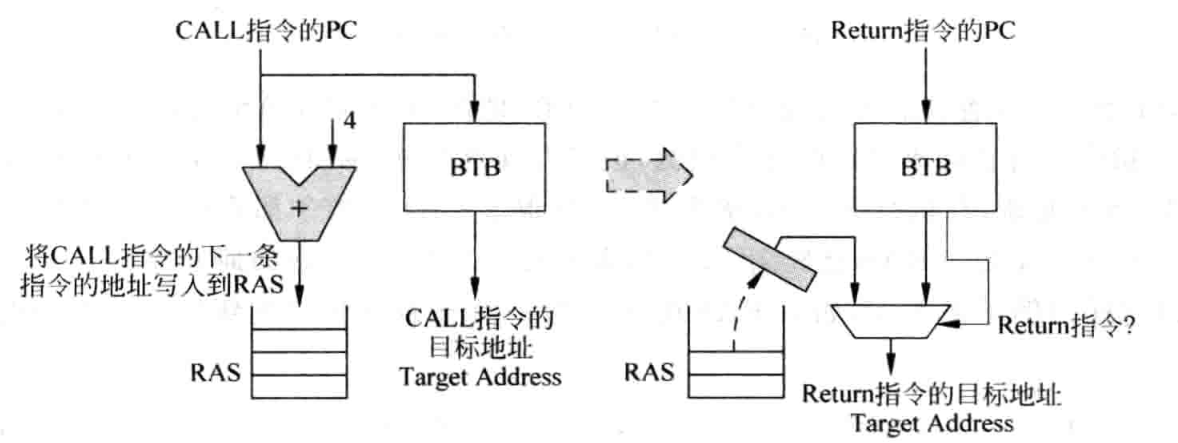 CALL指令的PC
4
BTB
+
将CALL指令的下一条
指令的地址写入到RAS
RAS
CALL指令的
目标地址
Target Address
Return指令的PC
BTB
RAS
Return指令?
Return指令的目标地址
Target Address